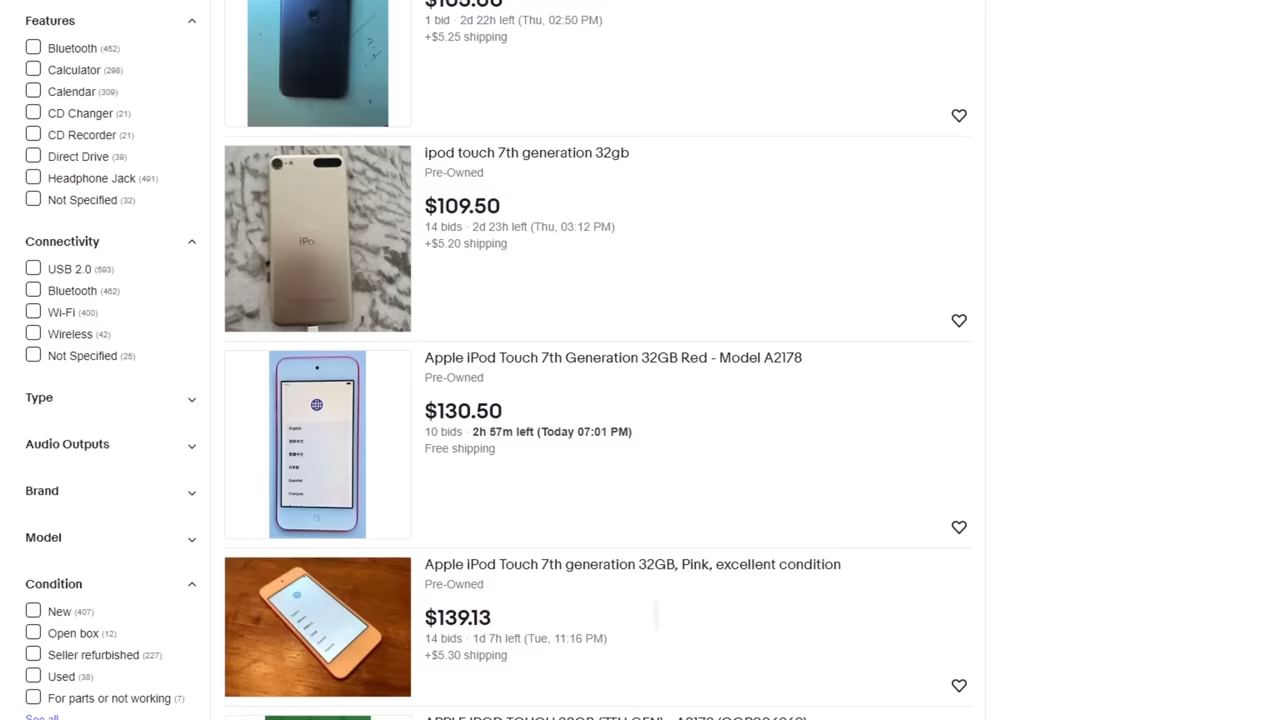 Features
Bluetooth (462)
Calculator (298)
Calendar (309)
CD Changer (21)
CD Recorder (21)
Direct Drive (39)
Headphone Jack (491)
Not Specified (32)
Connectivity
USB 2.0 (593)
Bluetooth (462)
Wi-Fi (400)
Wireless (42)
Not Specified (25)
Type
Audio Outputs
Brand
Model
Condition
New (407)
Open box (12)
Seller refurbished (227)
Used (38)
For parts or not working (7)
See all
1 bid · 2d 22h left (Thu, 02:50 PM)
+$5.25 shipping
ipod touch 7th generation 32gb
Pre-Owned
$109.50
14 bids · 2d 23h left (Thu, 03:12 PM)
+$5.20 shipping
Apple iPod Touch 7th Generation 32GB Red - Model A2178
Pre-Owned
$130.50
10 bids · 2h 57m left (Today 07:01 PM)
Free shipping
English
Español
Français
Apple iPod Touch 7th generation 32GB, Pink, excellent condition
Pre-Owned
$139.13
14 bids · 1d 7h left (Tue, 11:16 PM)
+$5.30 shipping